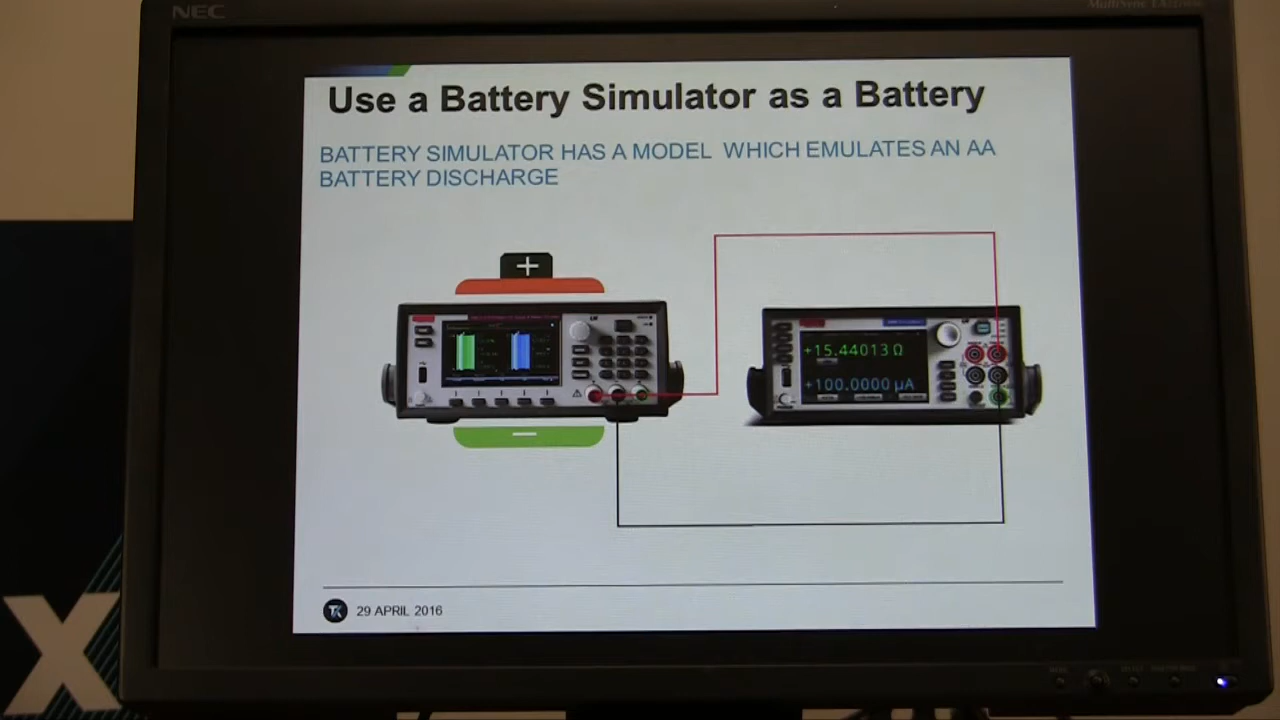 NEC
Use a Battery Simulator as a Battery
BATTERY SIMULATOR HAS A MODEL WHICH EMULATES AN AA
BATTERY DISCHARGE
+
+15.44013 Ω
+100.0000 µA
−
TK 29 APRIL 2016
X